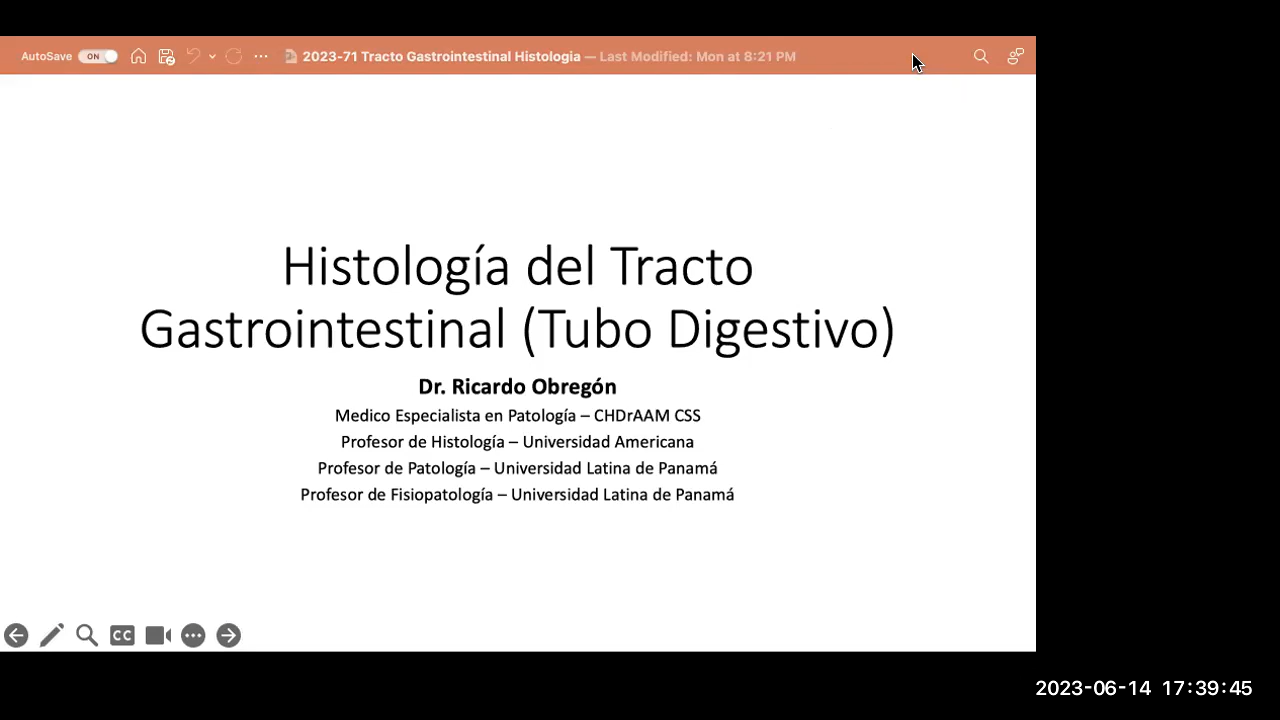 AutoSave ON 2023-71 Tracto Gastrointestinal Histologia — Last Modified: Mon at 8:21 PM
Histología del Tracto
Gastrointestinal (Tubo Digestivo)
Dr. Ricardo Obregón
Medico Especialista en Patología – CHDrAAM CSS
Profesor de Histología – Universidad Americana
Profesor de Patología – Universidad Latina de Panamá
Profesor de Fisiopatología – Universidad Latina de Panamá
CC
2023-06-14 17:39:45